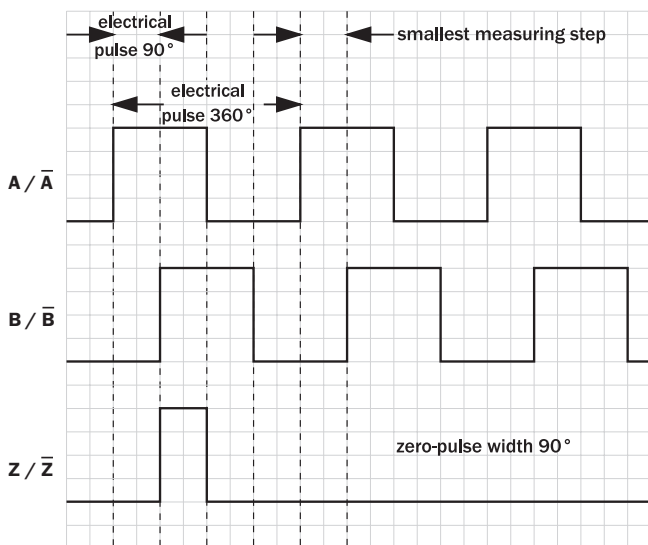 electrical
pulse 90°
smallest measuring step
electrical
pulse 360°
A / A̅
B / B̅
zero-pulse width 90°
Z / Z̅